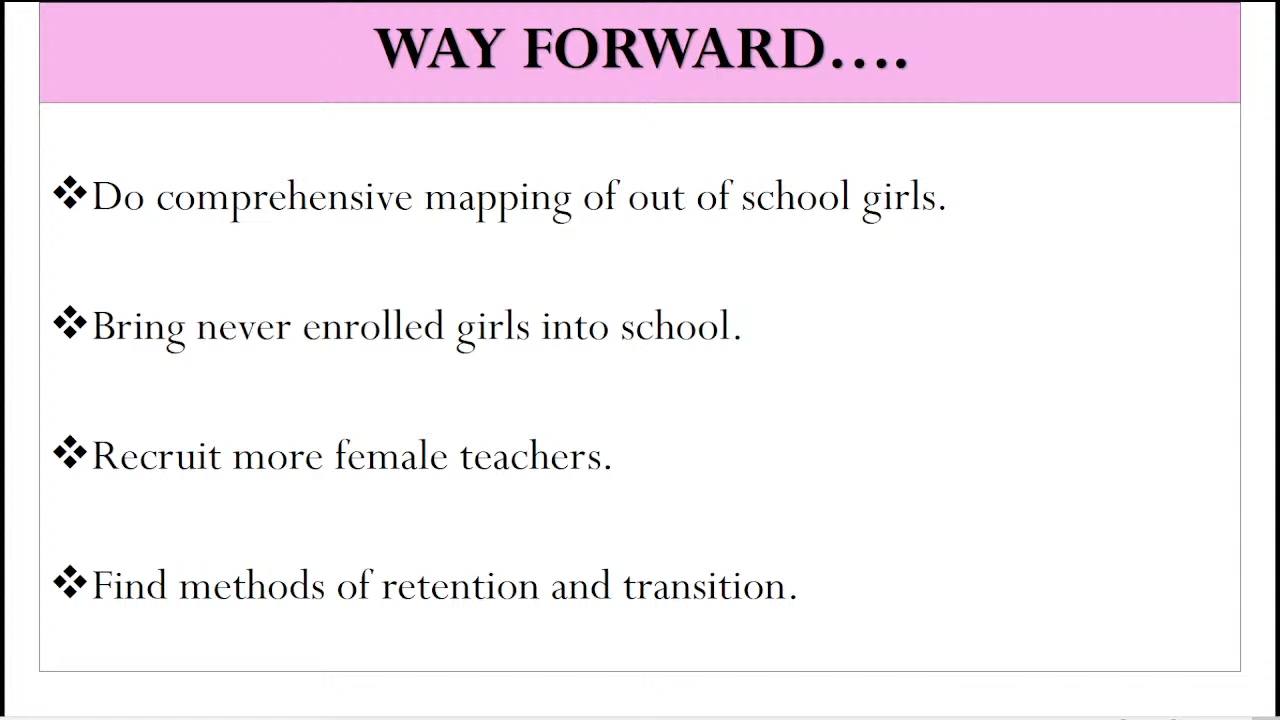 WAY FORWARD....
❖Do comprehensive mapping of out of school girls.
❖Bring never enrolled girls into school.
❖Recruit more female teachers.
❖Find methods of retention and transition.